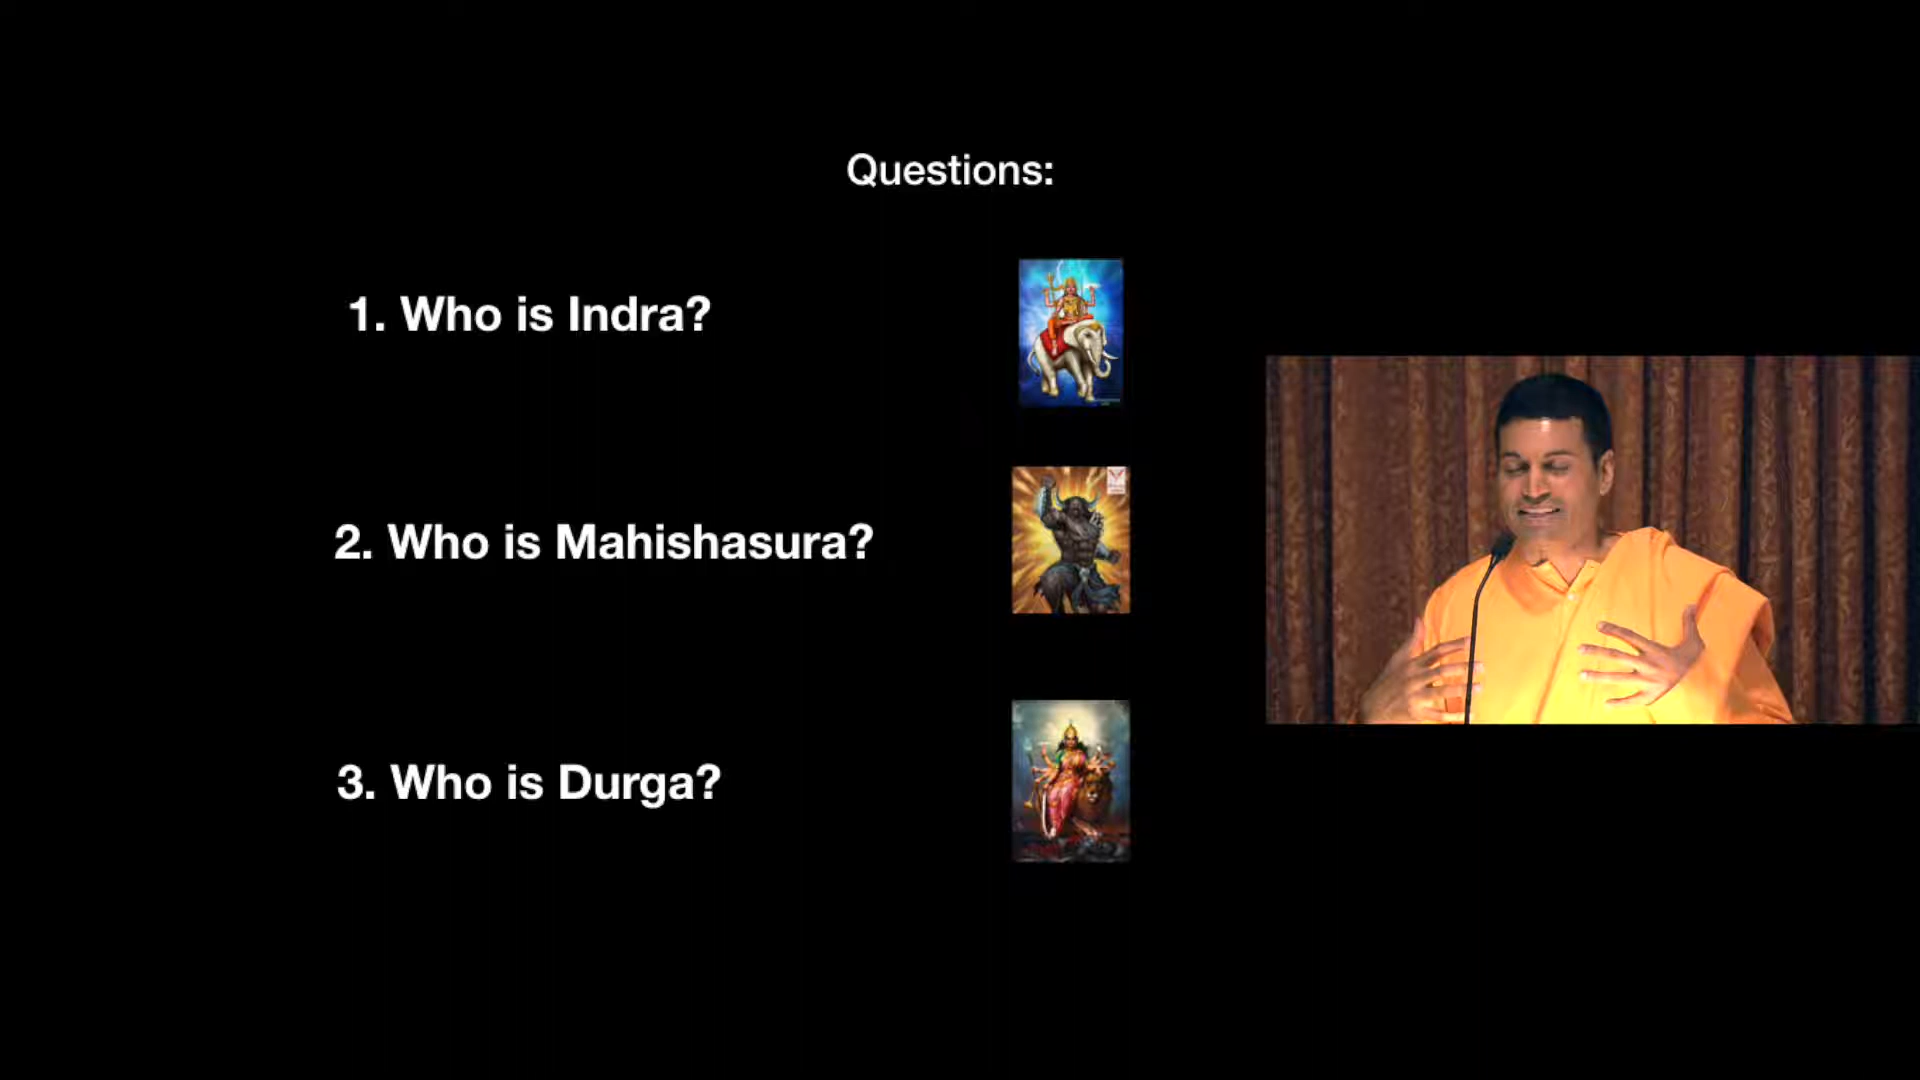 Questions:
1. Who is Indra?
2. Who is Mahishasura?
3. Who is Durga?